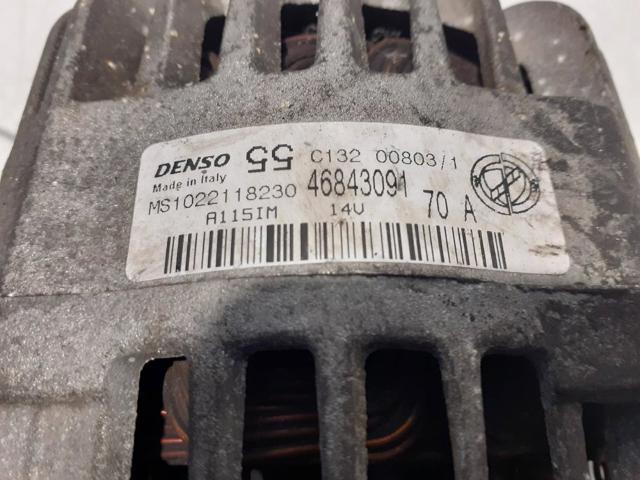 DENSO 55 C132 00803/1
Made in Italy
MS1022118230 46843091
A115IM 14V 70 A